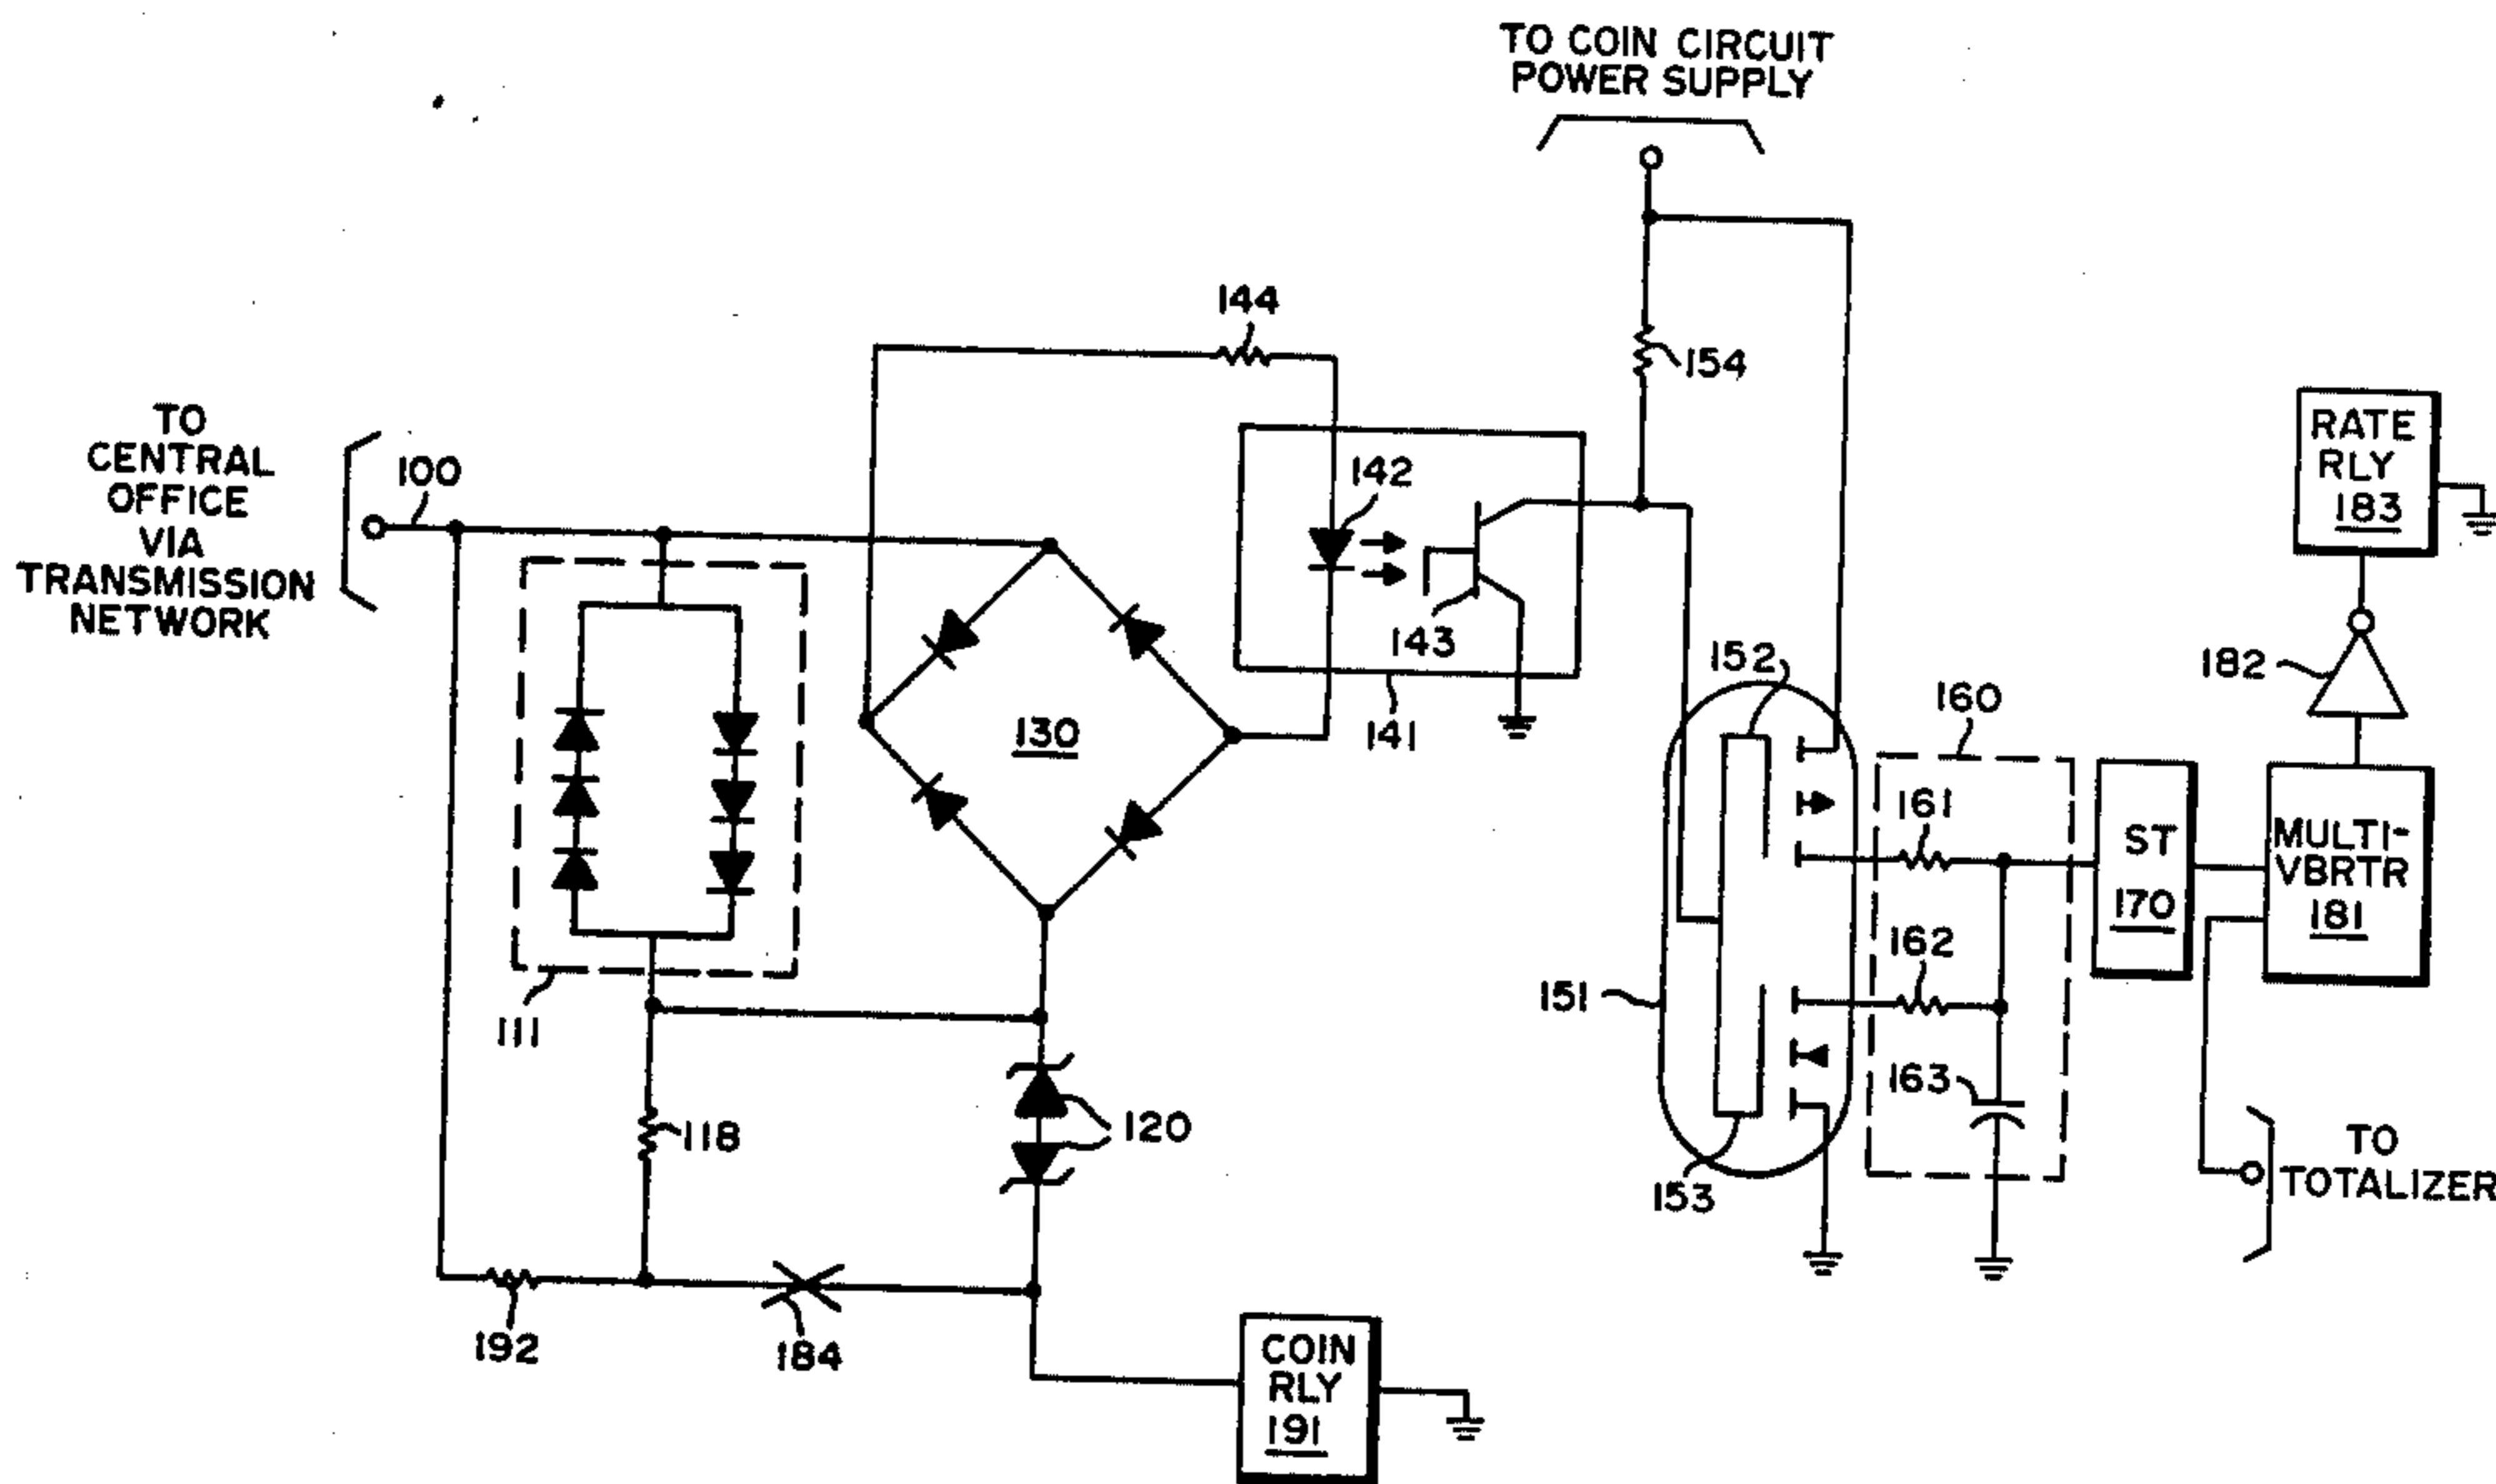 TO COIN CIRCUIT
POWER SUPPLY
144
154
TO
CENTRAL
OFFICE
VIA
TRANSMISSION
NETWORK
100
142
RATE
RLY
183
143
152
182
160
130
141
161
ST
170
MULTI-
VBRTR
181
162
151
111
163
118
120
153
TO
TOTALIZER
192
184
COIN
RLY
191